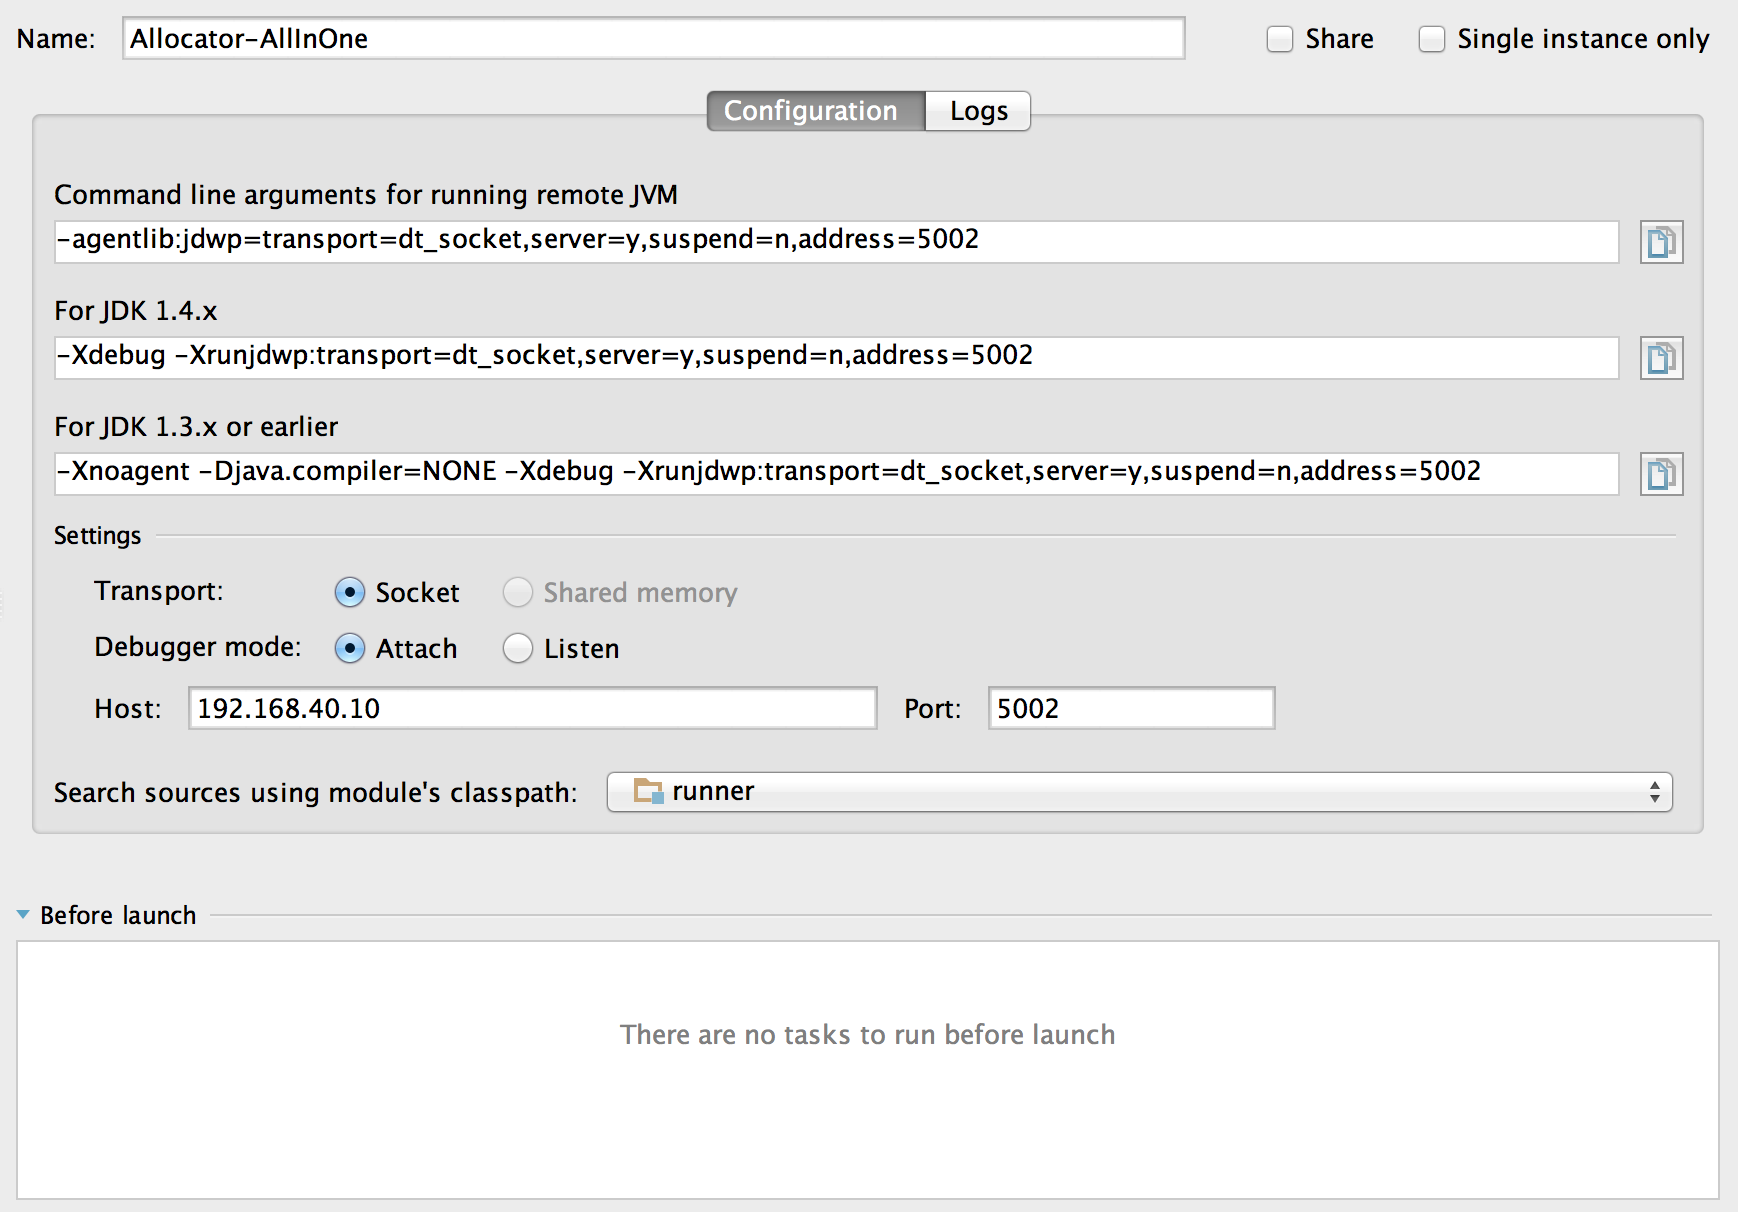 Name: Allocator-AllInOne Share Single instance only
Configuration Logs
Command line arguments for running remote JVM
-agentlib:jdwp=transport=dt_socket,server=y,suspend=n,address=5002
For JDK 1.4.x
-Xdebug -Xrunjdwp:transport=dt_socket,server=y,suspend=n,address=5002
For JDK 1.3.x or earlier
-Xnoagent -Djava.compiler=NONE -Xdebug -Xrunjdwp:transport=dt_socket,server=y,suspend=n,address=5002
Settings
Transport: Socket Shared memory
Debugger mode: Attach Listen
Host: 192.168.40.10 Port: 5002
Search sources using module's classpath: runner
Before launch
There are no tasks to run before launch